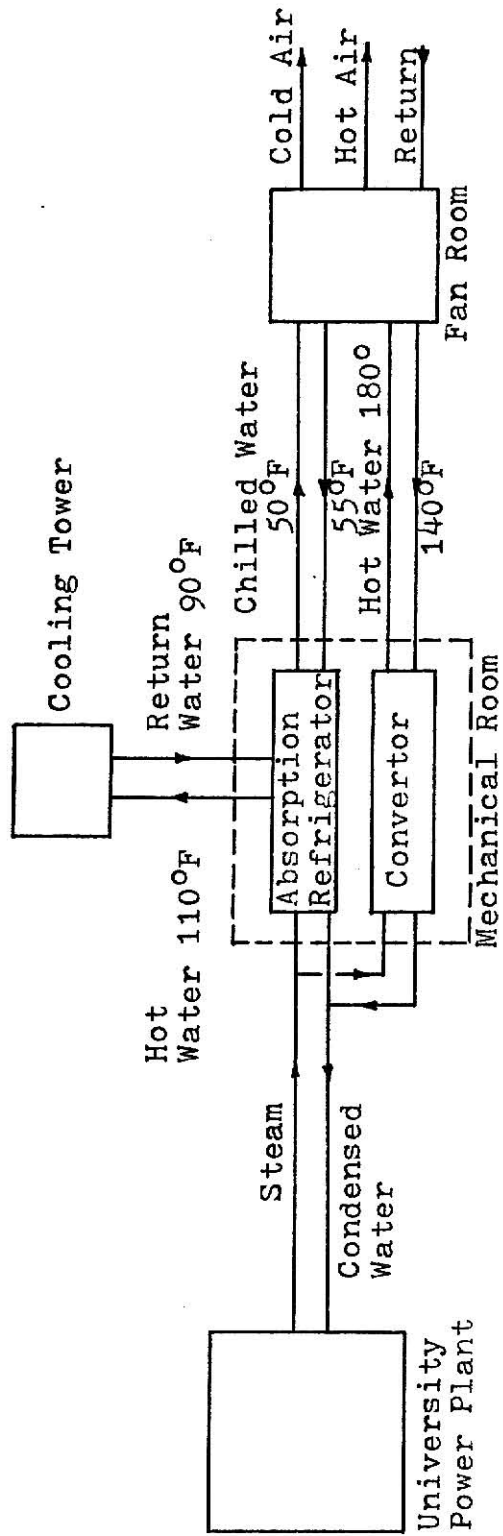 Cooling Tower
Hot
Water 110°F
Return
Water 90°F
Steam
Condensed
Water
University
Power Plant
Absorption
Refrigerator
Convertor
Mechanical Room
Chilled Water
50°F
55°F
Hot Water 180°
140°F
Fan Room
Cold Air
Hot Air
Return